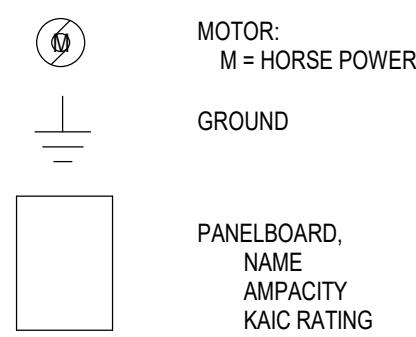 M
MOTOR:
M = HORSE POWER
GROUND
PANELBOARD,
NAME
AMPACITY
KAIC RATING